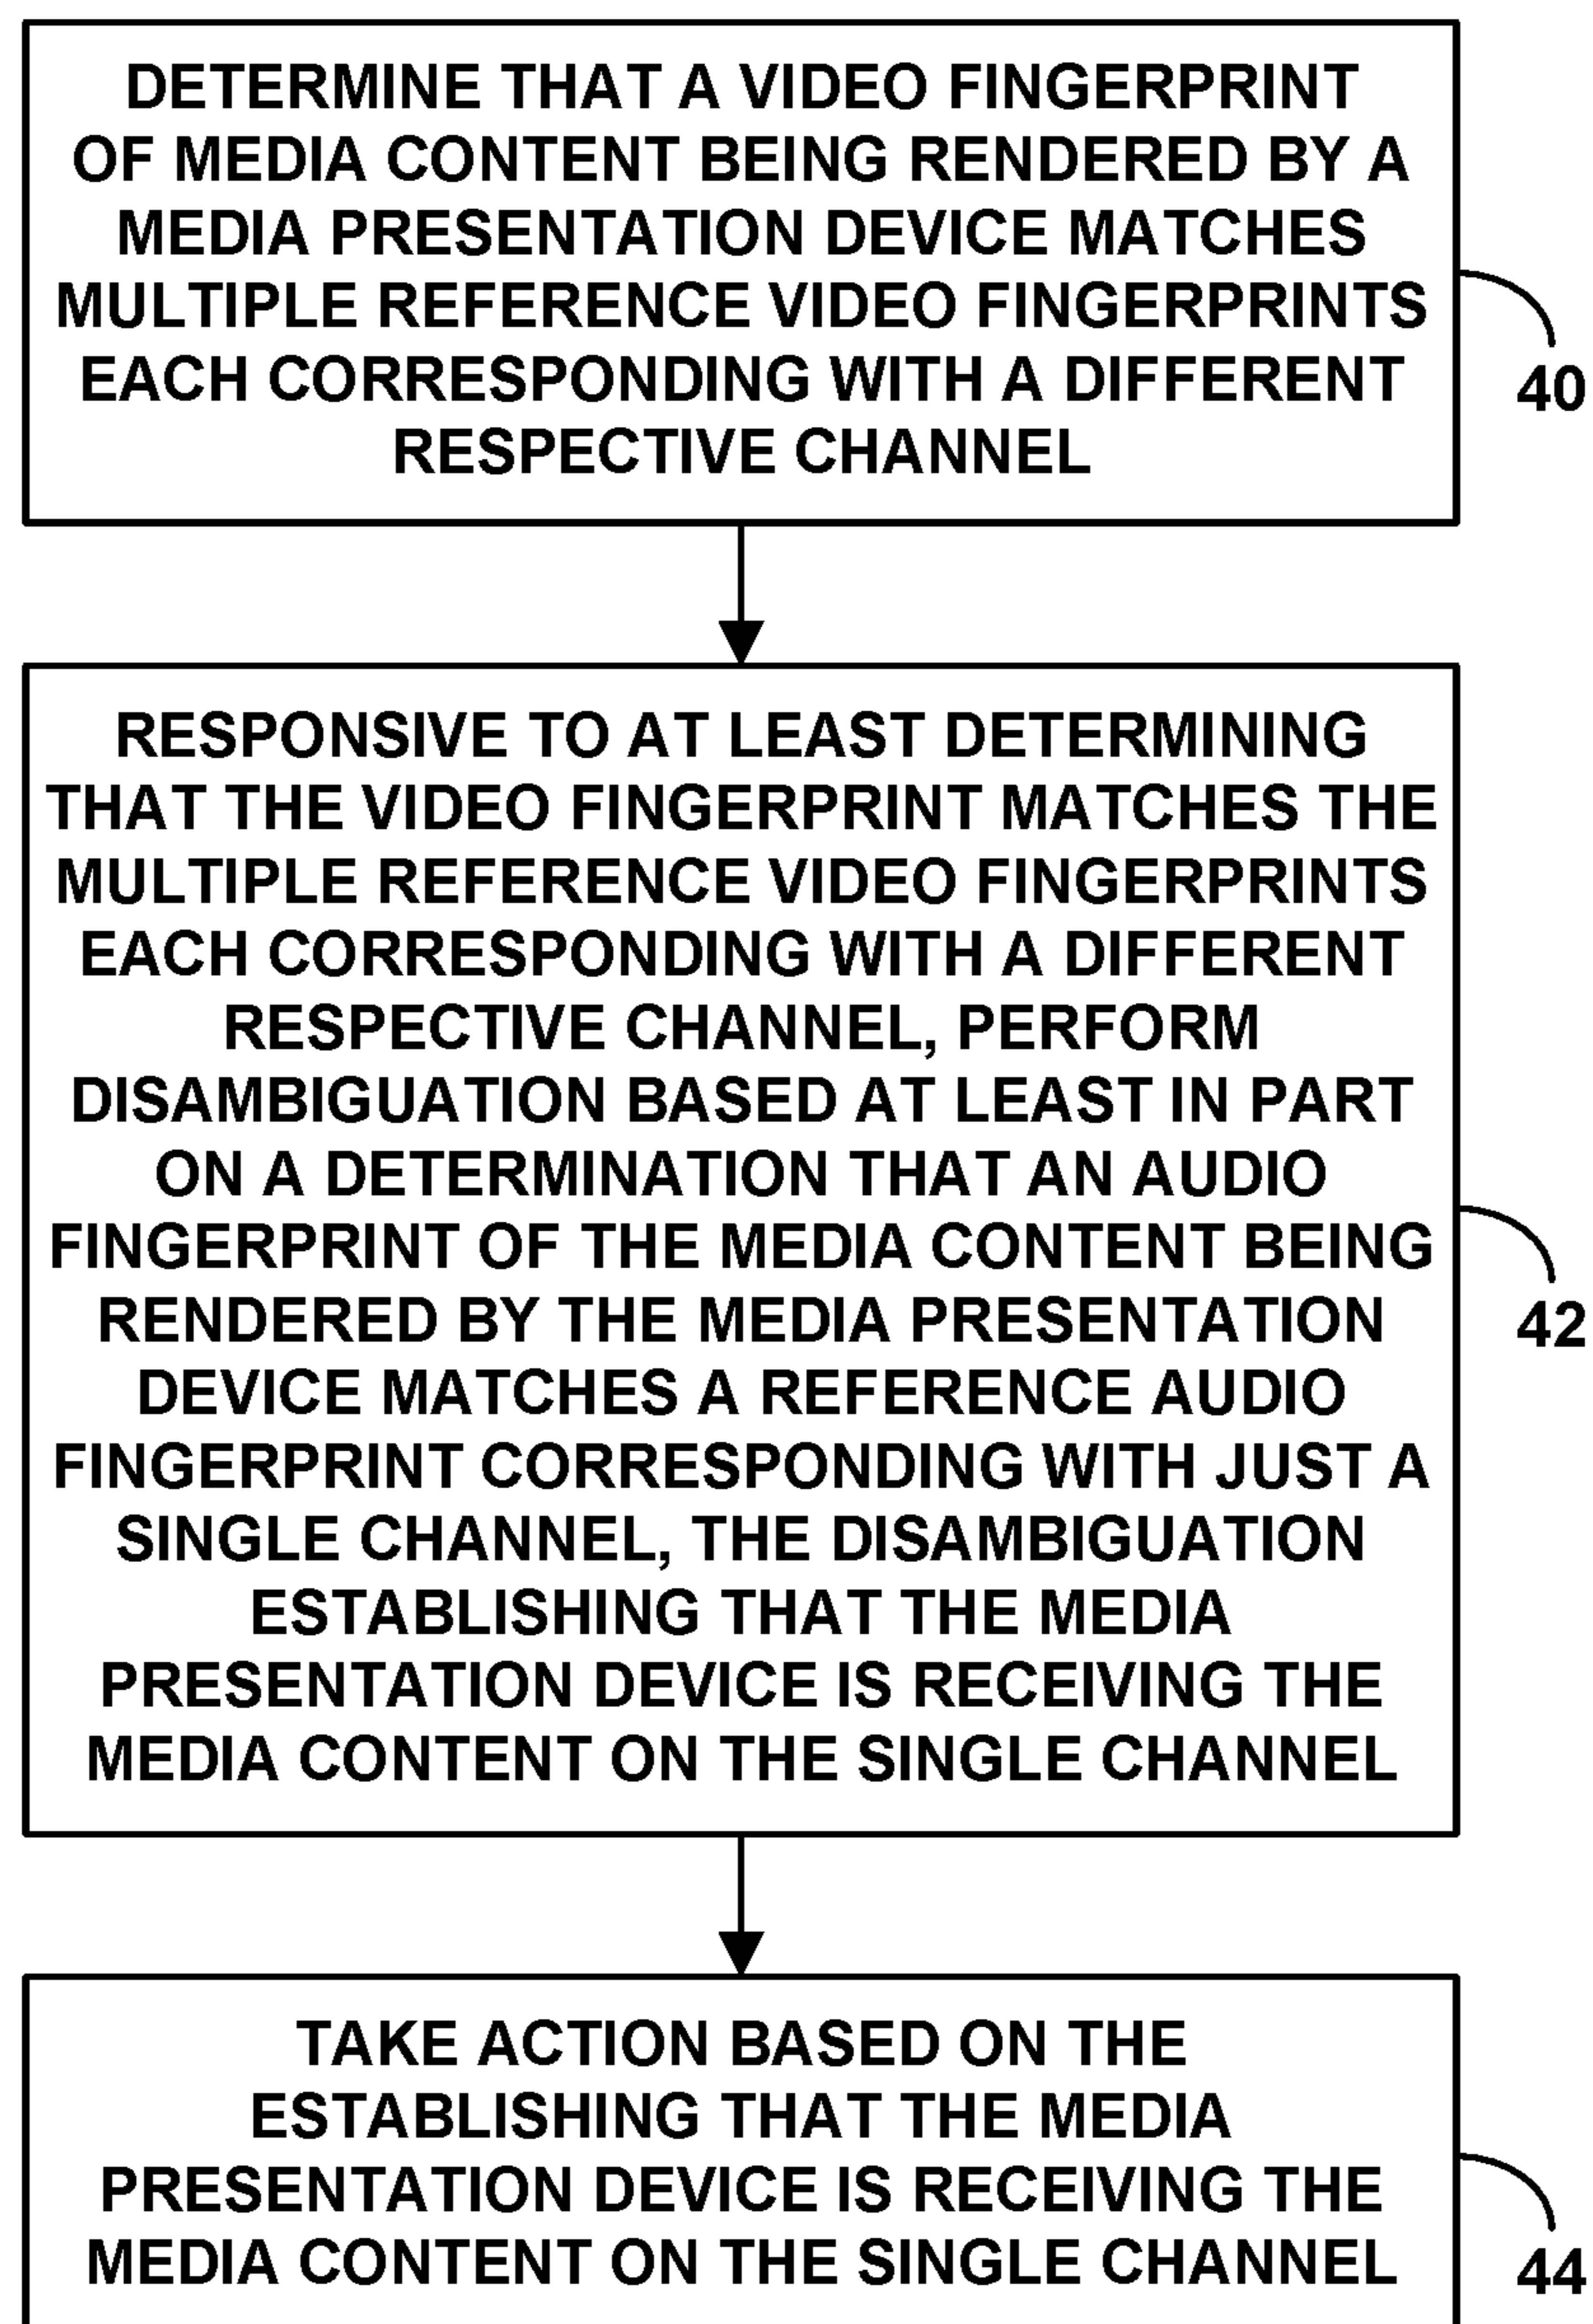 DETERMINE THAT A VIDEO FINGERPRINT
OF MEDIA CONTENT BEING RENDERED BY A
MEDIA PRESENTATION DEVICE MATCHES
MULTIPLE REFERENCE VIDEO FINGERPRINTS
EACH CORRESPONDING WITH A DIFFERENT
RESPECTIVE CHANNEL
40
RESPONSIVE TO AT LEAST DETERMINING
THAT THE VIDEO FINGERPRINT MATCHES THE
MULTIPLE REFERENCE VIDEO FINGERPRINTS
EACH CORRESPONDING WITH A DIFFERENT
RESPECTIVE CHANNEL, PERFORM
DISAMBIGUATION BASED AT LEAST IN PART
ON A DETERMINATION THAT AN AUDIO
FINGERPRINT OF THE MEDIA CONTENT BEING
RENDERED BY THE MEDIA PRESENTATION
DEVICE MATCHES A REFERENCE AUDIO
FINGERPRINT CORRESPONDING WITH JUST A
SINGLE CHANNEL, THE DISAMBIGUATION
ESTABLISHING THAT THE MEDIA
PRESENTATION DEVICE IS RECEIVING THE
MEDIA CONTENT ON THE SINGLE CHANNEL
42
TAKE ACTION BASED ON THE
ESTABLISHING THAT THE MEDIA
PRESENTATION DEVICE IS RECEIVING THE
MEDIA CONTENT ON THE SINGLE CHANNEL
44